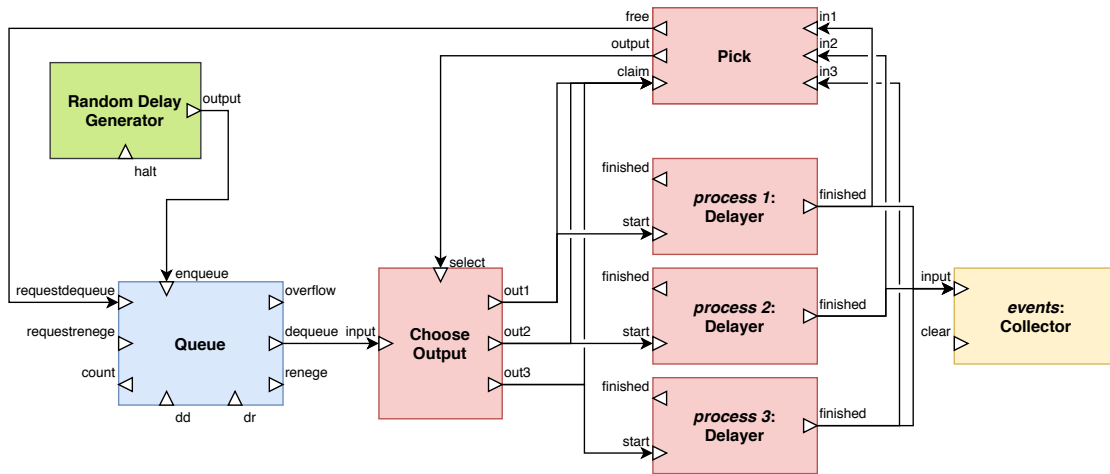 free
in1
output
Pick
in2
claim
in3
Random Delay
Generator
output
halt
finished
process 1:
Delayer
finished
start
select
enqueue
requestdequeue
overflow
out1
finished
process 2:
Delayer
finished
input
events:
Collector
requestrenege
Queue
dequeue
input
Choose
Output
out2
start
clear
count
renege
out3
finished
process 3:
Delayer
finished
dd
dr
start